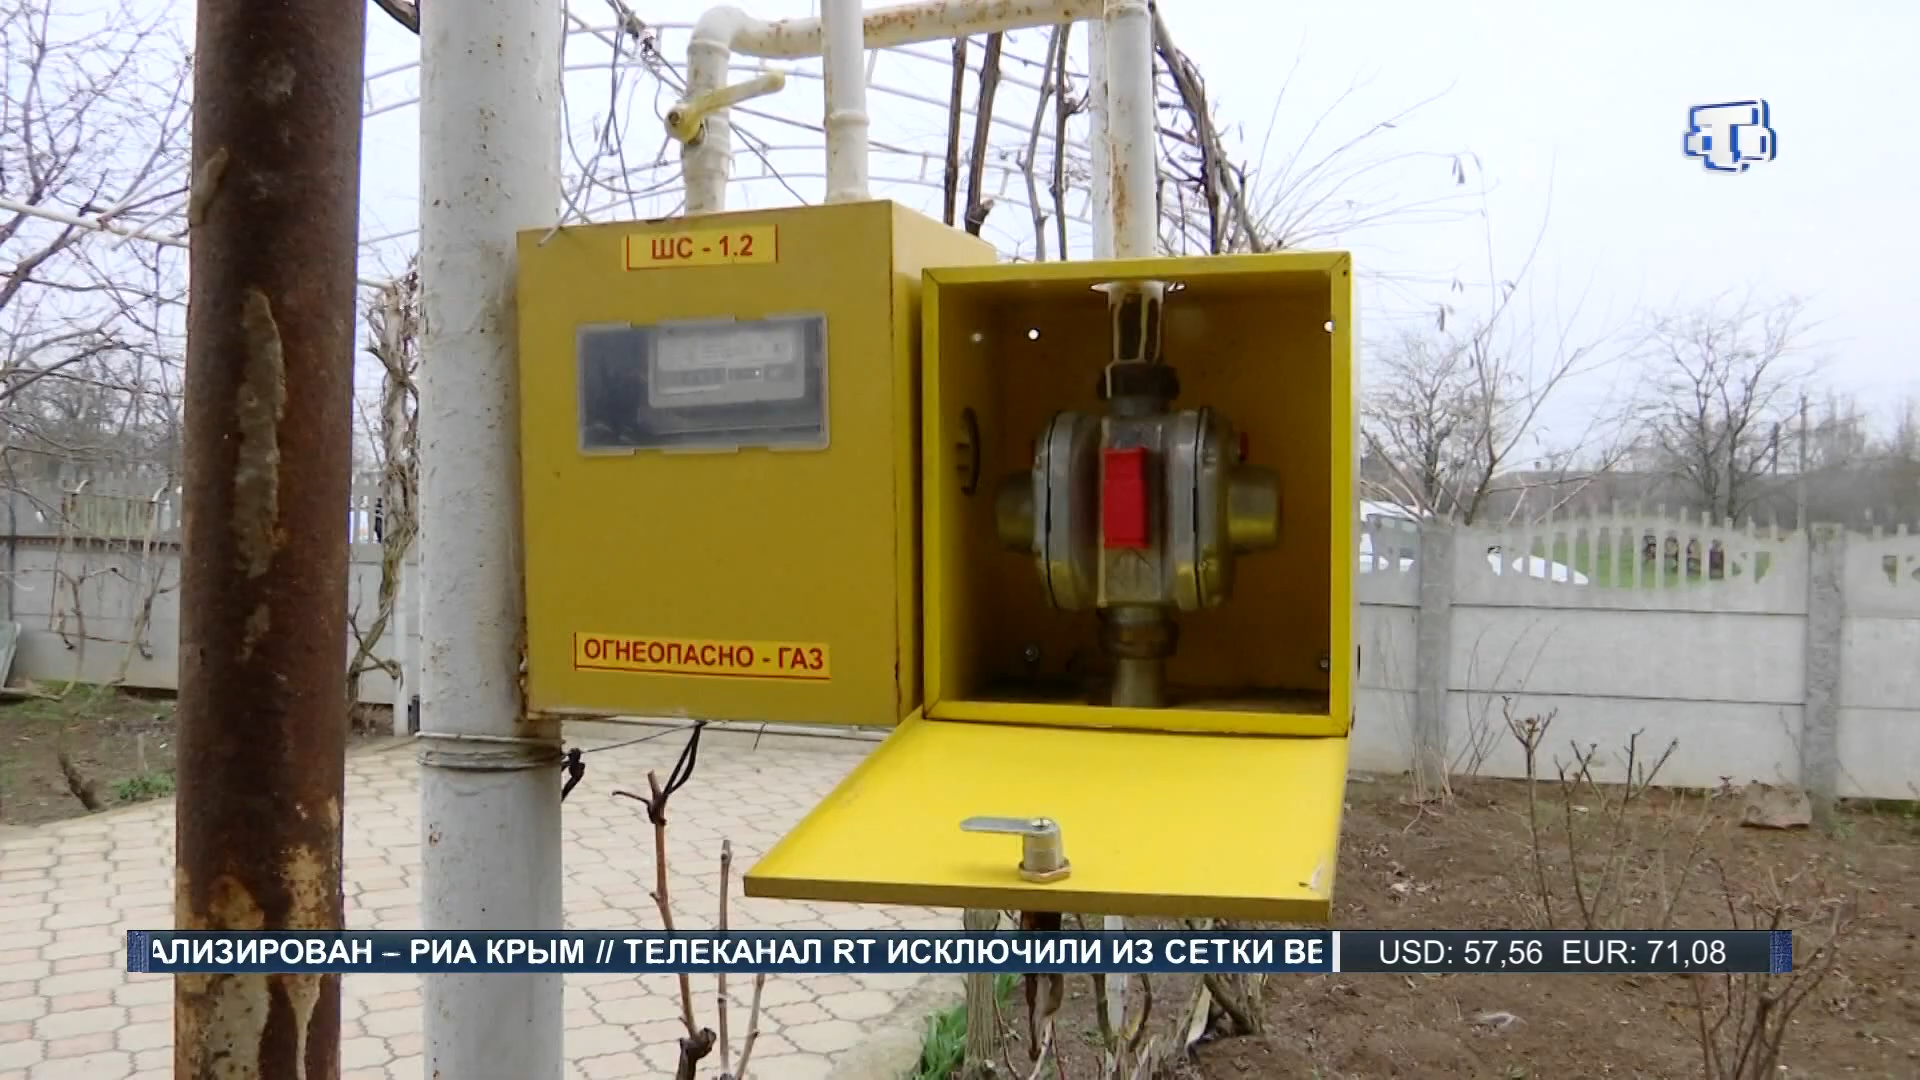 ШС - 1.2
ОГНЕОПАСНО - ГАЗ
АЛИЗИРОВАН – РИА КРЫМ // ТЕЛЕКАНАЛ RT ИСКЛЮЧИЛИ ИЗ СЕТКИ ВЕ
USD: 57,56 EUR: 71,08